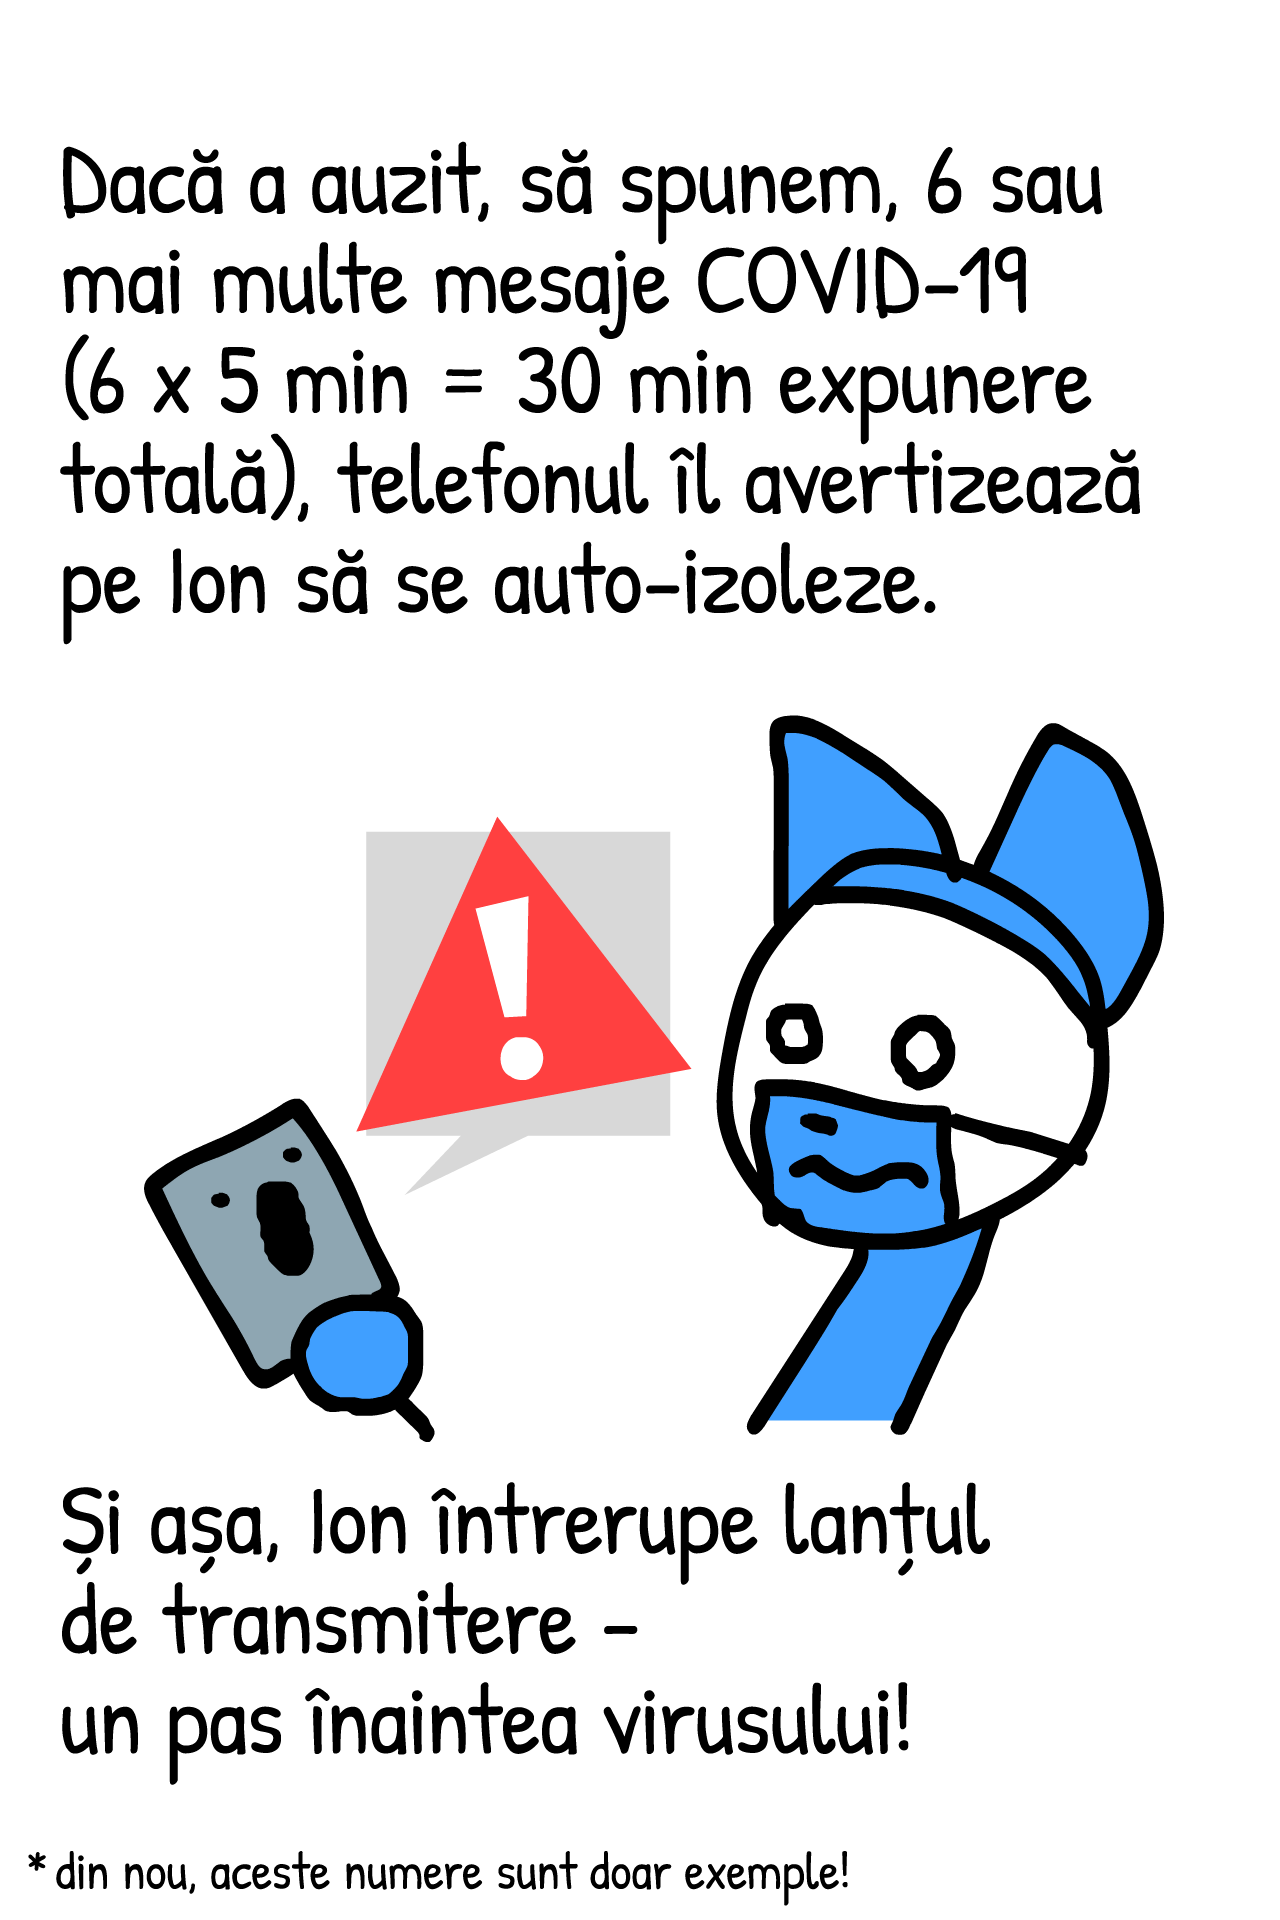 Dacă a auzit, să spunem, 6 sau
mai multe mesaje COVID-19
(6 x 5 min = 30 min expunere
totală), telefonul îl avertizează
pe Ion să se auto-izoleze.
!
Și așa, Ion întrerupe lanțul
de transmitere -
un pas înaintea virusului!
* din nou, aceste numere sunt doar exemple!